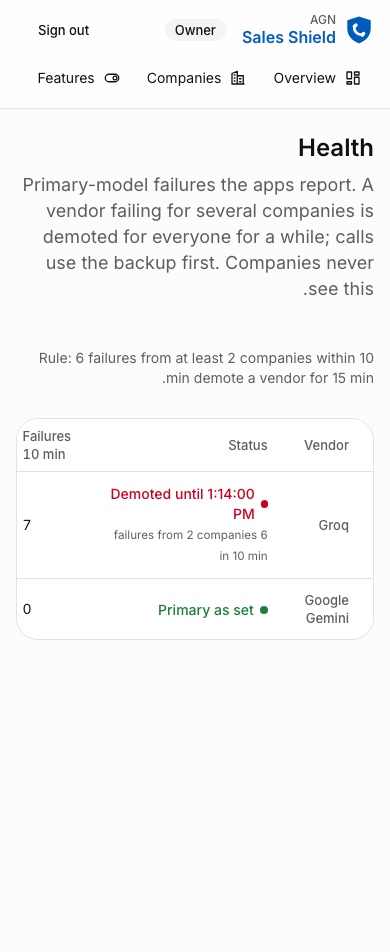 AGN
Sales Shield
Owner
Sign out
Overview
Companies
Features
Health
Primary-model failures the apps report. A
vendor failing for several companies is
demoted for everyone for a while; calls
use the backup first. Companies never
.see this
Rule: 6 failures from at least 2 companies within 10
.min demote a vendor for 15 min
Vendor
Status
Failures
10 min
Groq
Demoted until 1:14:00
PM
failures from 2 companies 6
in 10 min
7
Google
Gemini
Primary as set
0